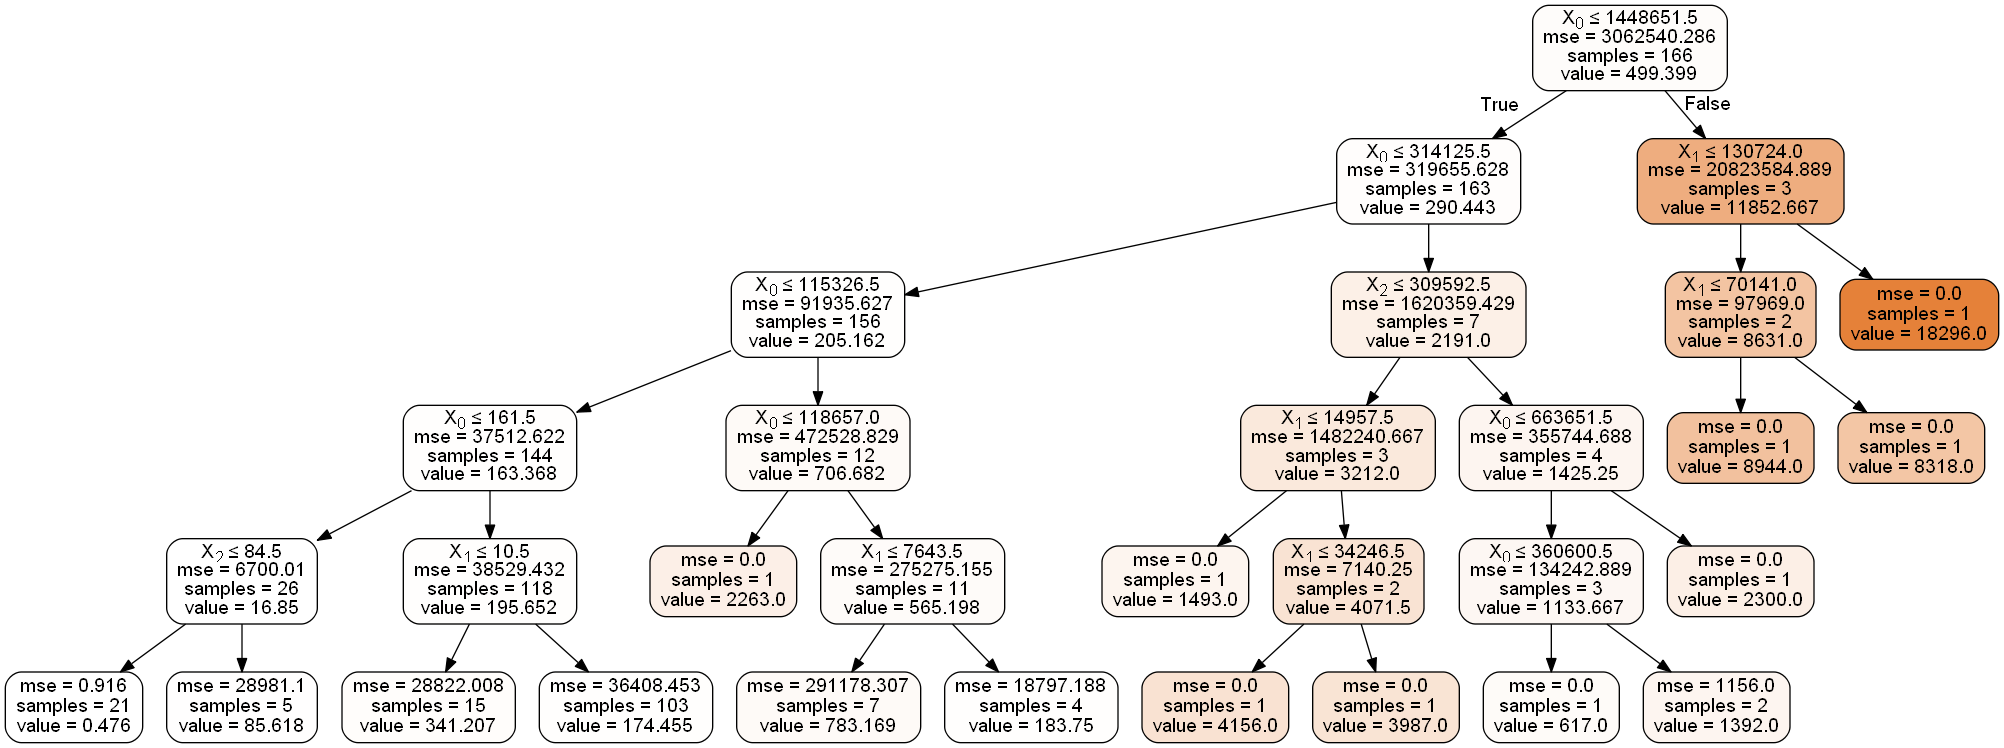 X₀ ≤ 1448651.5
mse = 3062540.286
samples = 166
value = 499.399
True
False
X₀ ≤ 314125.5
mse = 319655.628
samples = 163
value = 290.443
X₁ ≤ 130724.0
mse = 20823584.889
samples = 3
value = 11852.667
X₀ ≤ 115326.5
mse = 91935.627
samples = 156
value = 205.162
X₂ ≤ 309592.5
mse = 1620359.429
samples = 7
value = 2191.0
X₁ ≤ 70141.0
mse = 97969.0
samples = 2
value = 8631.0
mse = 0.0
samples = 1
value = 18296.0
X₀ ≤ 161.5
mse = 37512.622
samples = 144
value = 163.368
X₀ ≤ 118657.0
mse = 472528.829
samples = 12
value = 706.682
X₁ ≤ 14957.5
mse = 1482240.667
samples = 3
value = 3212.0
X₀ ≤ 663651.5
mse = 355744.688
samples = 4
value = 1425.25
mse = 0.0
samples = 1
value = 8944.0
mse = 0.0
samples = 1
value = 8318.0
X₂ ≤ 84.5
mse = 6700.01
samples = 26
value = 16.85
X₁ ≤ 10.5
mse = 38529.432
samples = 118
value = 195.652
mse = 0.0
samples = 1
value = 2263.0
X₁ ≤ 7643.5
mse = 275275.155
samples = 11
value = 565.198
mse = 0.0
samples = 1
value = 1493.0
X₁ ≤ 34246.5
mse = 7140.25
samples = 2
value = 4071.5
X₀ ≤ 360600.5
mse = 134242.889
samples = 3
value = 1133.667
mse = 0.0
samples = 1
value = 2300.0
mse = 0.916
samples = 21
value = 0.476
mse = 28981.1
samples = 5
value = 85.618
mse = 28822.008
samples = 15
value = 341.207
mse = 36408.453
samples = 103
value = 174.455
mse = 291178.307
samples = 7
value = 783.169
mse = 18797.188
samples = 4
value = 183.75
mse = 0.0
samples = 1
value = 4156.0
mse = 0.0
samples = 1
value = 3987.0
mse = 0.0
samples = 1
value = 617.0
mse = 1156.0
samples = 2
value = 1392.0